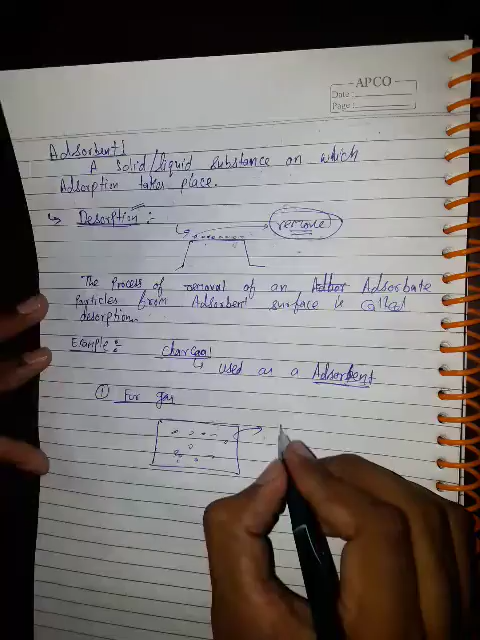 APCO
Date :
Page :
Adsorbent!
A solid/liquid substance on which
Adsorption takes place.
↳ Desorption :
remove
The process of removal of an Adbor Adsorbate
particles from Adsorbent surface is called
desorption.
Example :
charcoal
↳ used as a Adsorbent
① For gas